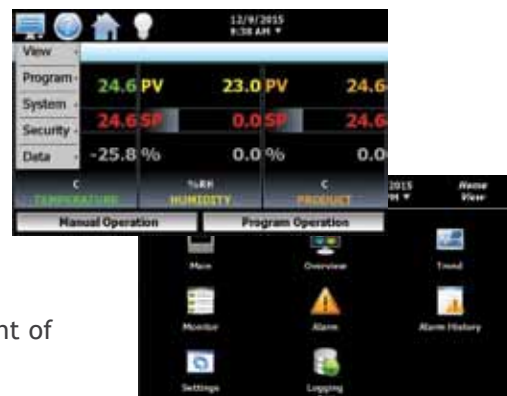 12/9/2015
9:38 AM ▼
View
Program
System
Security
Data
24.6 PV 23.0 PV 24.6
24.6 SP 0.0 SP 24.6
-25.8 % 0.0 % 0.0
C %RH C
TEMPERATURE HUMIDITY PRODUCT
Manual Operation Program Operation
2015 Home
View
Main Overview Trend
Monitor Alarm Alarm History
Settings Logging
nt of